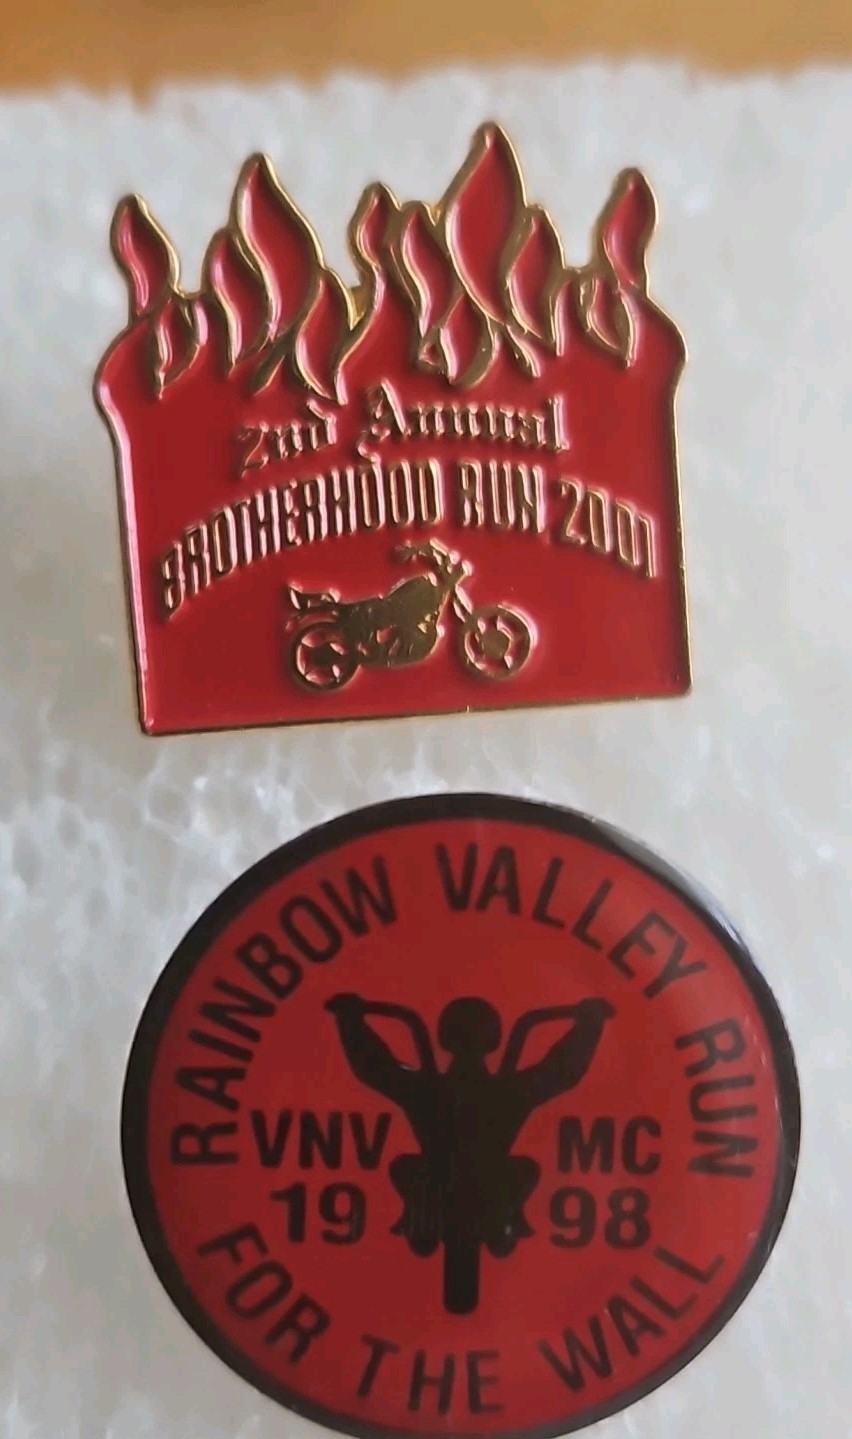 2nd Annual
BROTHERHOOD RUN 2001
RAINBOW VALLEY RUN
VNV MC
19 98
FOR THE WALL